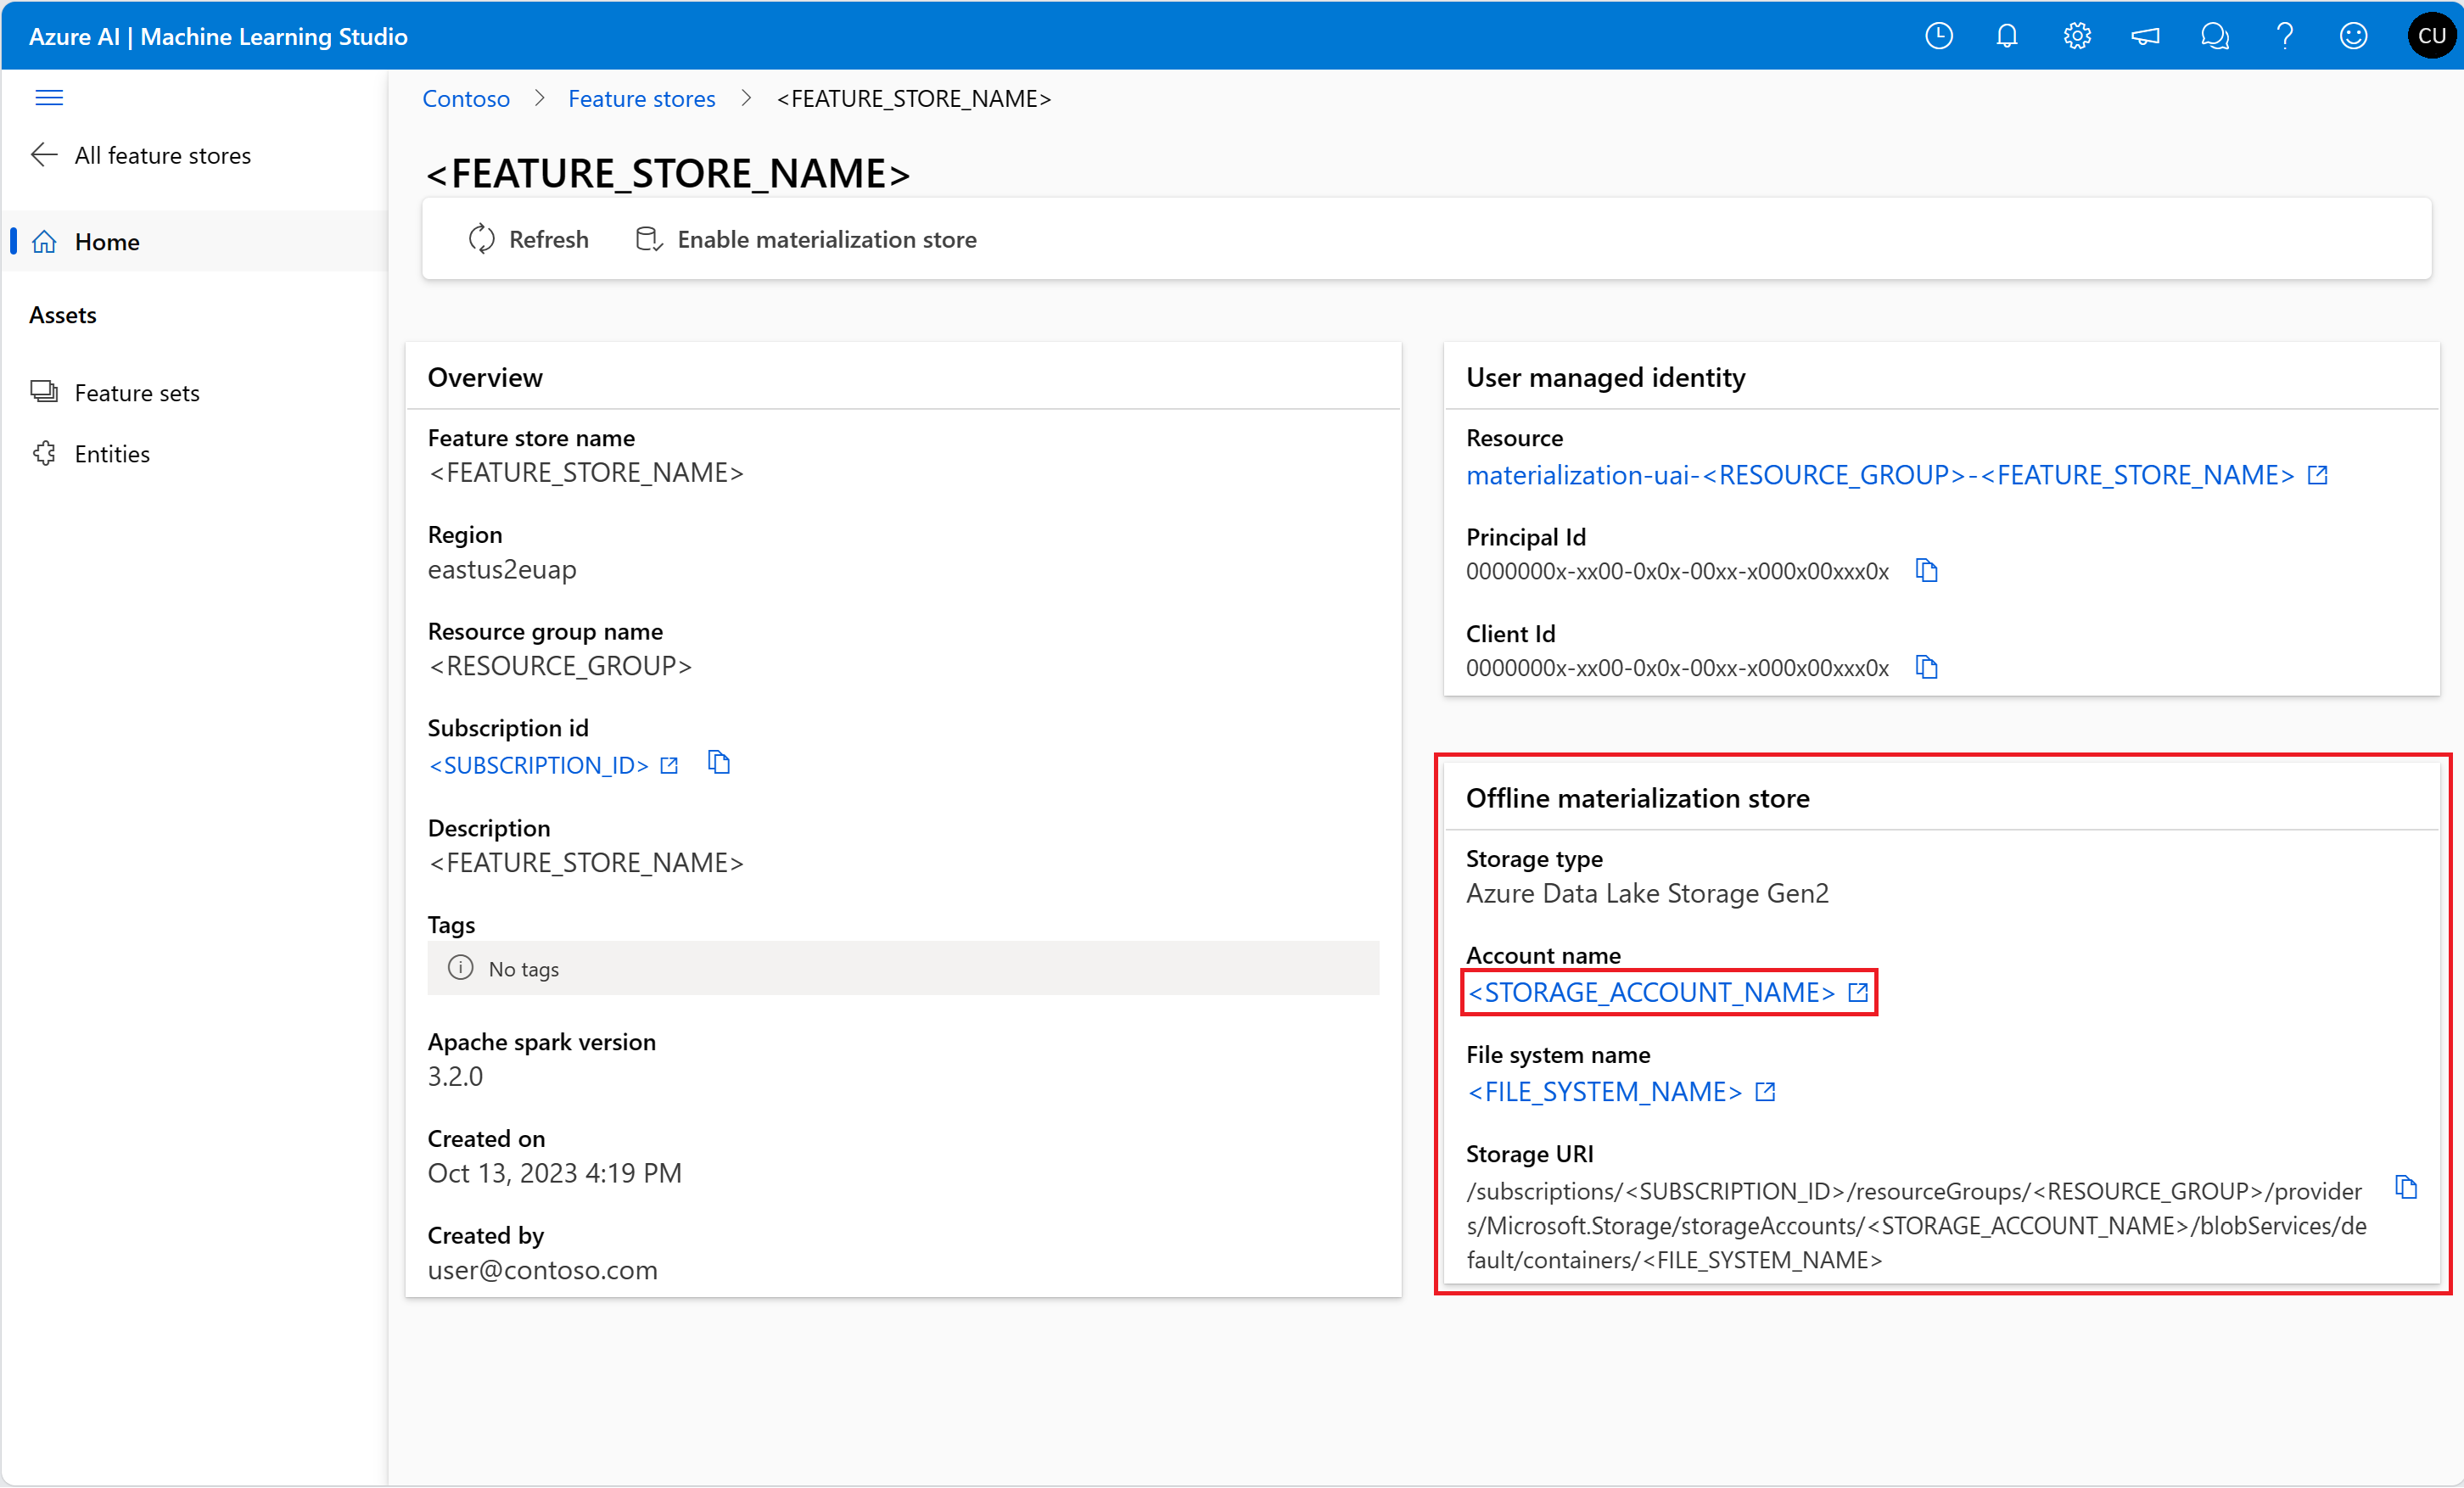 Azure AI | Machine Learning Studio
CU
All feature stores
Home
Assets
Feature sets
Entities
Contoso > Feature stores > <FEATURE_STORE_NAME>
<FEATURE_STORE_NAME>
Refresh
Enable materialization store
Overview
Feature store name
<FEATURE_STORE_NAME>
Region
eastus2euap
Resource group name
<RESOURCE_GROUP>
Subscription id
<SUBSCRIPTION_ID>
Description
<FEATURE_STORE_NAME>
Tags
No tags
Apache spark version
3.2.0
Created on
Oct 13, 2023 4:19 PM
Created by
user@contoso.com
User managed identity
Resource
materialization-uai-<RESOURCE_GROUP>-<FEATURE_STORE_NAME>
Principal Id
0000000x-xx00-0x0x-00xx-x000x00xxx0x
Client Id
0000000x-xx00-0x0x-00xx-x000x00xxx0x
Offline materialization store
Storage type
Azure Data Lake Storage Gen2
Account name
<STORAGE_ACCOUNT_NAME>
File system name
<FILE_SYSTEM_NAME>
Storage URI
/subscriptions/<SUBSCRIPTION_ID>/resourceGroups/<RESOURCE_GROUP>/provider
s/Microsoft.Storage/storageAccounts/<STORAGE_ACCOUNT_NAME>/blobServices/de
fault/containers/<FILE_SYSTEM_NAME>